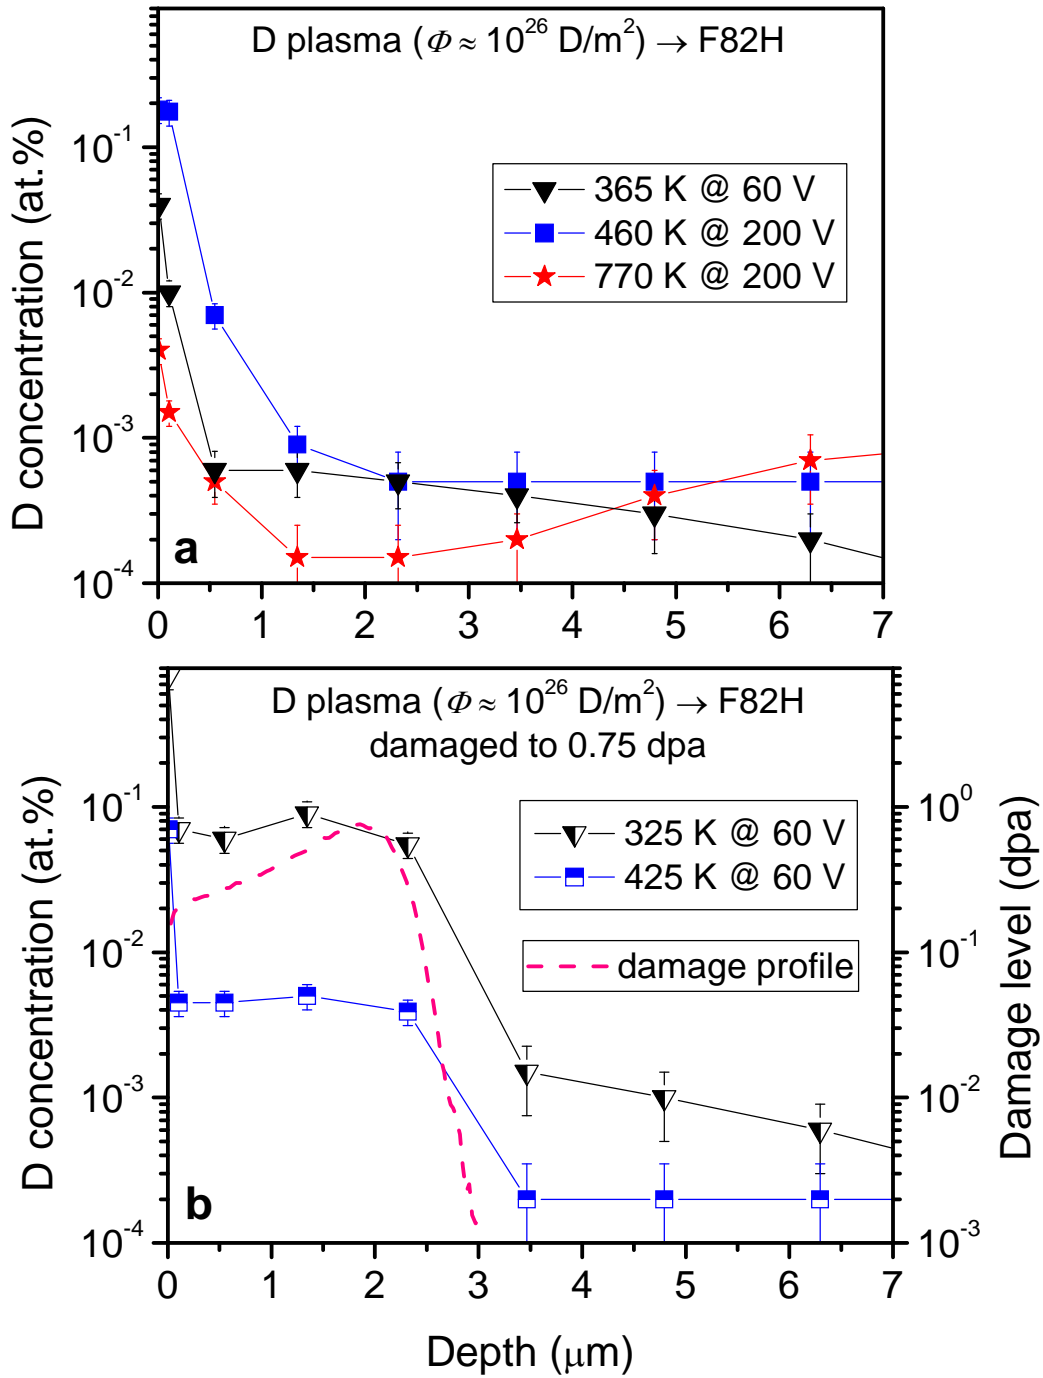 D plasma (Φ ≈ 10²⁶ D/m²) → F82H
365 K @ 60 V
460 K @ 200 V
770 K @ 200 V
D concentration (at.%)
10⁻¹
10⁻²
10⁻³
10⁻⁴
a
0 1 2 3 4 5 6 7
D plasma (Φ ≈ 10²⁶ D/m²) → F82H
damaged to 0.75 dpa
325 K @ 60 V
425 K @ 60 V
damage profile
D concentration (at.%)
10⁻¹
10⁻²
10⁻³
10⁻⁴
b
Damage level (dpa)
10⁰
10⁻¹
10⁻²
10⁻³
0 1 2 3 4 5 6 7
Depth (μm)